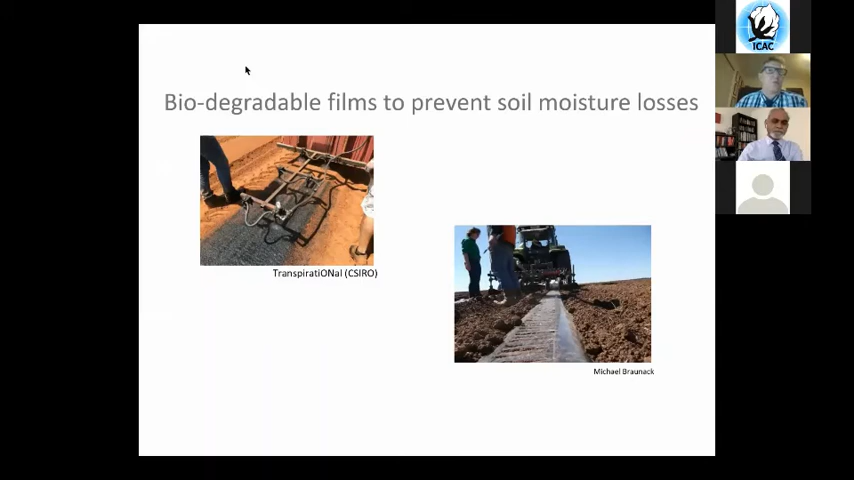 Bio-degradable films to prevent soil moisture losses
TranspiratiONal (CSIRO)
Michael Braunack
ICAC